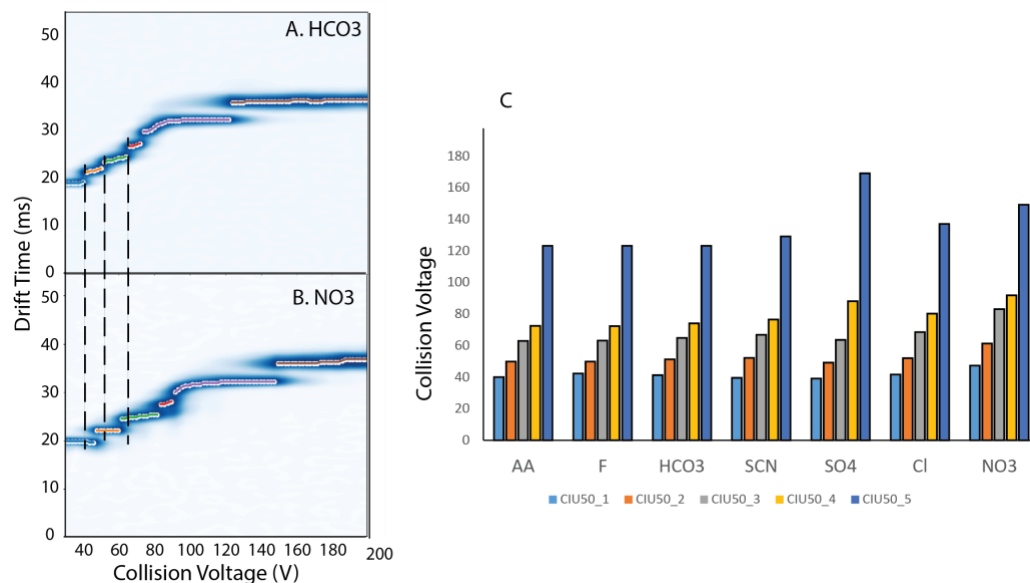 A. HCO3
50
40
30
20
10
0
Drift Time (ms)
B. NO3
50
40
30
20
10
0
40 60 80 100 120 140 160 180 200
Collision Voltage (V)
C
Collision Voltage
180
160
140
120
100
80
60
40
20
0
AA F HCO3 SCN SO4 Cl NO3
CIU50_1 CIU50_2 CIU50_3 CIU50_4 CIU50_5